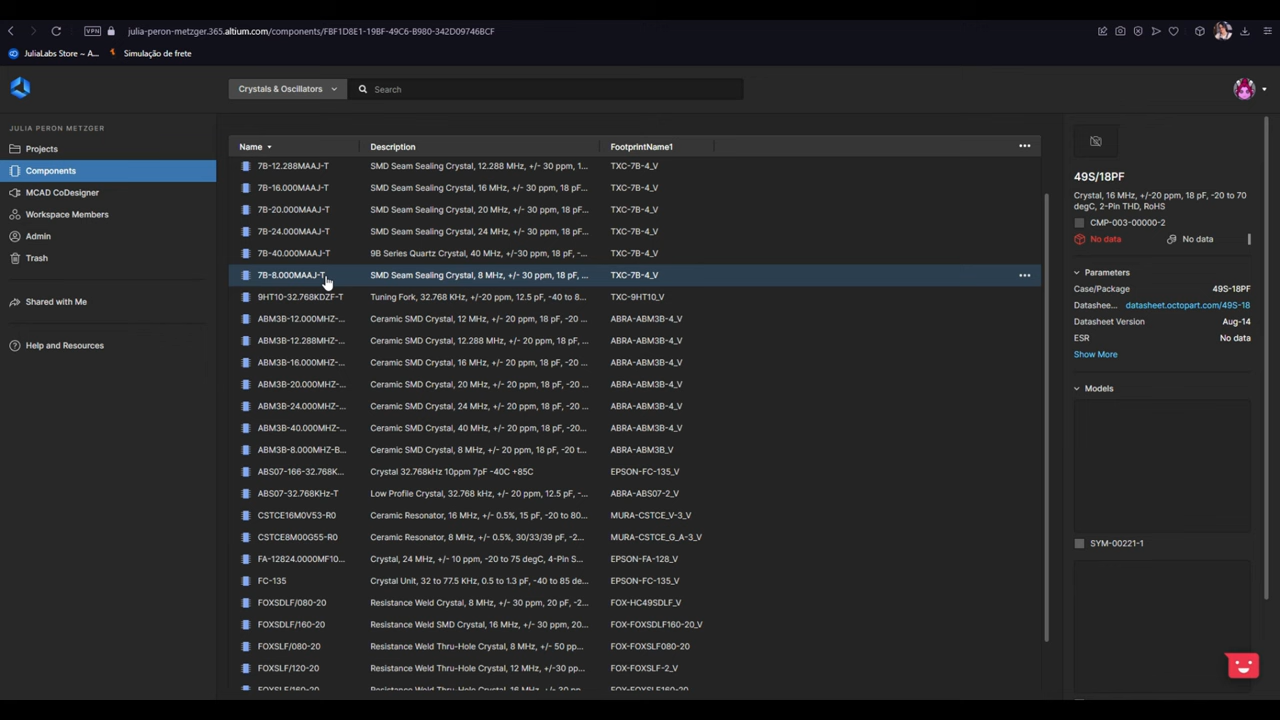 VPN julia-peron-metzger.365.altium.com/components/FBF1D8E1-19BF-49C6-B980-342D09746BCF
JuliaLabs Store – A... Simulação de frete
Crystals & Oscillators Search
JULIA PERON METZGER
Projects
Components
MCAD CoDesigner
Workspace Members
Admin
Trash
Shared with Me
Help and Resources
Name Description FootprintName1
7B-12.288MAAJ-T SMD Seam Sealing Crystal, 12.288 MHz, +/- 30 ppm, 1... TXC-7B-4_V
7B-16.000MAAJ-T SMD Seam Sealing Crystal, 16 MHz, +/- 30 ppm, 18 pF... TXC-7B-4_V
7B-20.000MAAJ-T SMD Seam Sealing Crystal, 20 MHz, +/- 30 ppm, 18 pF... TXC-7B-4_V
7B-24.000MAAJ-T SMD Seam Sealing Crystal, 24 MHz, +/- 30 ppm, 18 pF... TXC-7B-4_V
7B-40.000MAAJ-T 9B Series Quartz Crystal, 40 MHz, +/- 30 ppm, 18 pF... TXC-7B-4_V
7B-8.000MAAJ-T SMD Seam Sealing Crystal, 8 MHz, +/- 30 ppm, 18 pF, ... TXC-7B-4_V
9HT10-32.768KDZF-T Tuning Fork, 32.768 KHz, +/-20 ppm, 12.5 pF, -40 to 8... TXC-9HT10_V
ABM3B-12.000MHZ-... Ceramic SMD Crystal, 12 MHz, +/- 20 ppm, 18 pF, -20 ... ABRA-ABM3B-4_V
ABM3B-12.288MHZ-... Ceramic SMD Crystal, 12.288 MHz, +/- 20 ppm, 18 pF, ... ABRA-ABM3B-4_V
ABM3B-16.000MHZ-... Ceramic SMD Crystal, 16 MHz, +/- 20 ppm, 18 pF, -20 ... ABRA-ABM3B-4_V
ABM3B-20.000MHZ-... Ceramic SMD Crystal, 20 MHz, +/- 20 ppm, 18 pF, -20... ABRA-ABM3B-4_V
ABM3B-24.000MHZ-... Ceramic SMD Crystal, 24 MHz, +/- 20 ppm, 18 pF, -20... ABRA-ABM3B-4_V
ABM3B-40.000MHZ-... Ceramic SMD Crystal, 40 MHz, +/- 20 ppm, 18 pF, -20... ABRA-ABM3B-4_V
ABM3B-8.000MHZ-B... Ceramic SMD Crystal, 8 MHz, +/- 20 ppm, 18 pF, -20 t... ABRA-ABM3B_V
ABS07-166-32.768K... Crystal 32.768kHz 10ppm 7pF -40C +85C EPSON-FC-135_V
ABS07-32.768KHz-T Low Profile Crystal, 32.768 kHz, +/- 20 ppm, 12.5 pF, -... ABRA-ABS07-2_V
CSTCE16M0V53-R0 Ceramic Resonator, 16 MHz, +/- 0.5%, 15 pF, -20 to 80... MURA-CSTCE_V-3_V
CSTCE8M00G55-R0 Ceramic Resonator, 8 MHz, +/- 0.5%, 30/33/39 pF, -2... MURA-CSTCE_G_A-3_V
FA-12824.0000MF10... Crystal, 24 MHz, +/- 10 ppm, -20 to 75 degC, 4-Pin S... EPSON-FA-128_V
FC-135 Crystal Unit, 32 to 77.5 KHz, 0.5 to 1.3 pF, -40 to 85 de... EPSON-FC-135_V
FOXSDLF/080-20 Resistance Weld Crystal, 8 MHz, +/- 30 ppm, 20 pF, -2... FOX-HC49SDLF_V
FOXSDLF/160-20 Resistance Weld SMD Crystal, 16 MHz, +/- 30 ppm, 20... FOX-FOXSDLF160-20_V
FOXSLF/080-20 Resistance Weld Thru-Hole Crystal, 8 MHz, +/- 50 pp... FOX-FOXSLF080-20
FOXSLF/120-20 Resistance Weld Thru-Hole Crystal, 12 MHz, +/-30 pp... FOX-FOXSLF-2_V
FOXSLF/160-20 Resistance Weld Thru-Hole Crystal, 16 MHz, +/- 30 pp... FOX-FOXSLF160-20
49S/18PF
Crystal, 16 MHz, +/-20 ppm, 18 pF, -20 to 70
degC, 2-Pin THD, RoHS
CMP-003-00000-2
No data No data
Parameters
Case/Package 49S-18PF
Datashee... datasheet.octopart.com/49S-18
Datasheet Version Aug-14
ESR No data
Show More
Models
SYM-00221-1